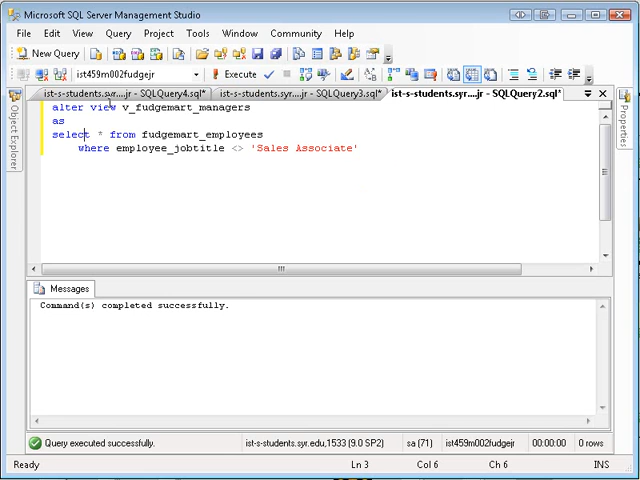 Microsoft SQL Server Management Studio
File Edit View Query Project Tools Window Community Help
New Query
ist459m002fudgejr Execute
ist-s-students.syr....jr - SQLQuery4.sql* ist-s-students.syr....jr - SQLQuery3.sql* ist-s-students.syr....jr - SQLQuery2.sql*
Object Explorer
Properties
alter view v_fudgemart_managers
as
select * from fudgemart_employees
where employee_jobtitle <> 'Sales Associate'
Messages
Command(s) completed successfully.
Query executed successfully. ist-s-students.syr.edu,1533 (9.0 SP2) sa (71) ist459m002fudgejr 00:00:00 0 rows
Ready Ln 3 Col 6 Ch 6 INS